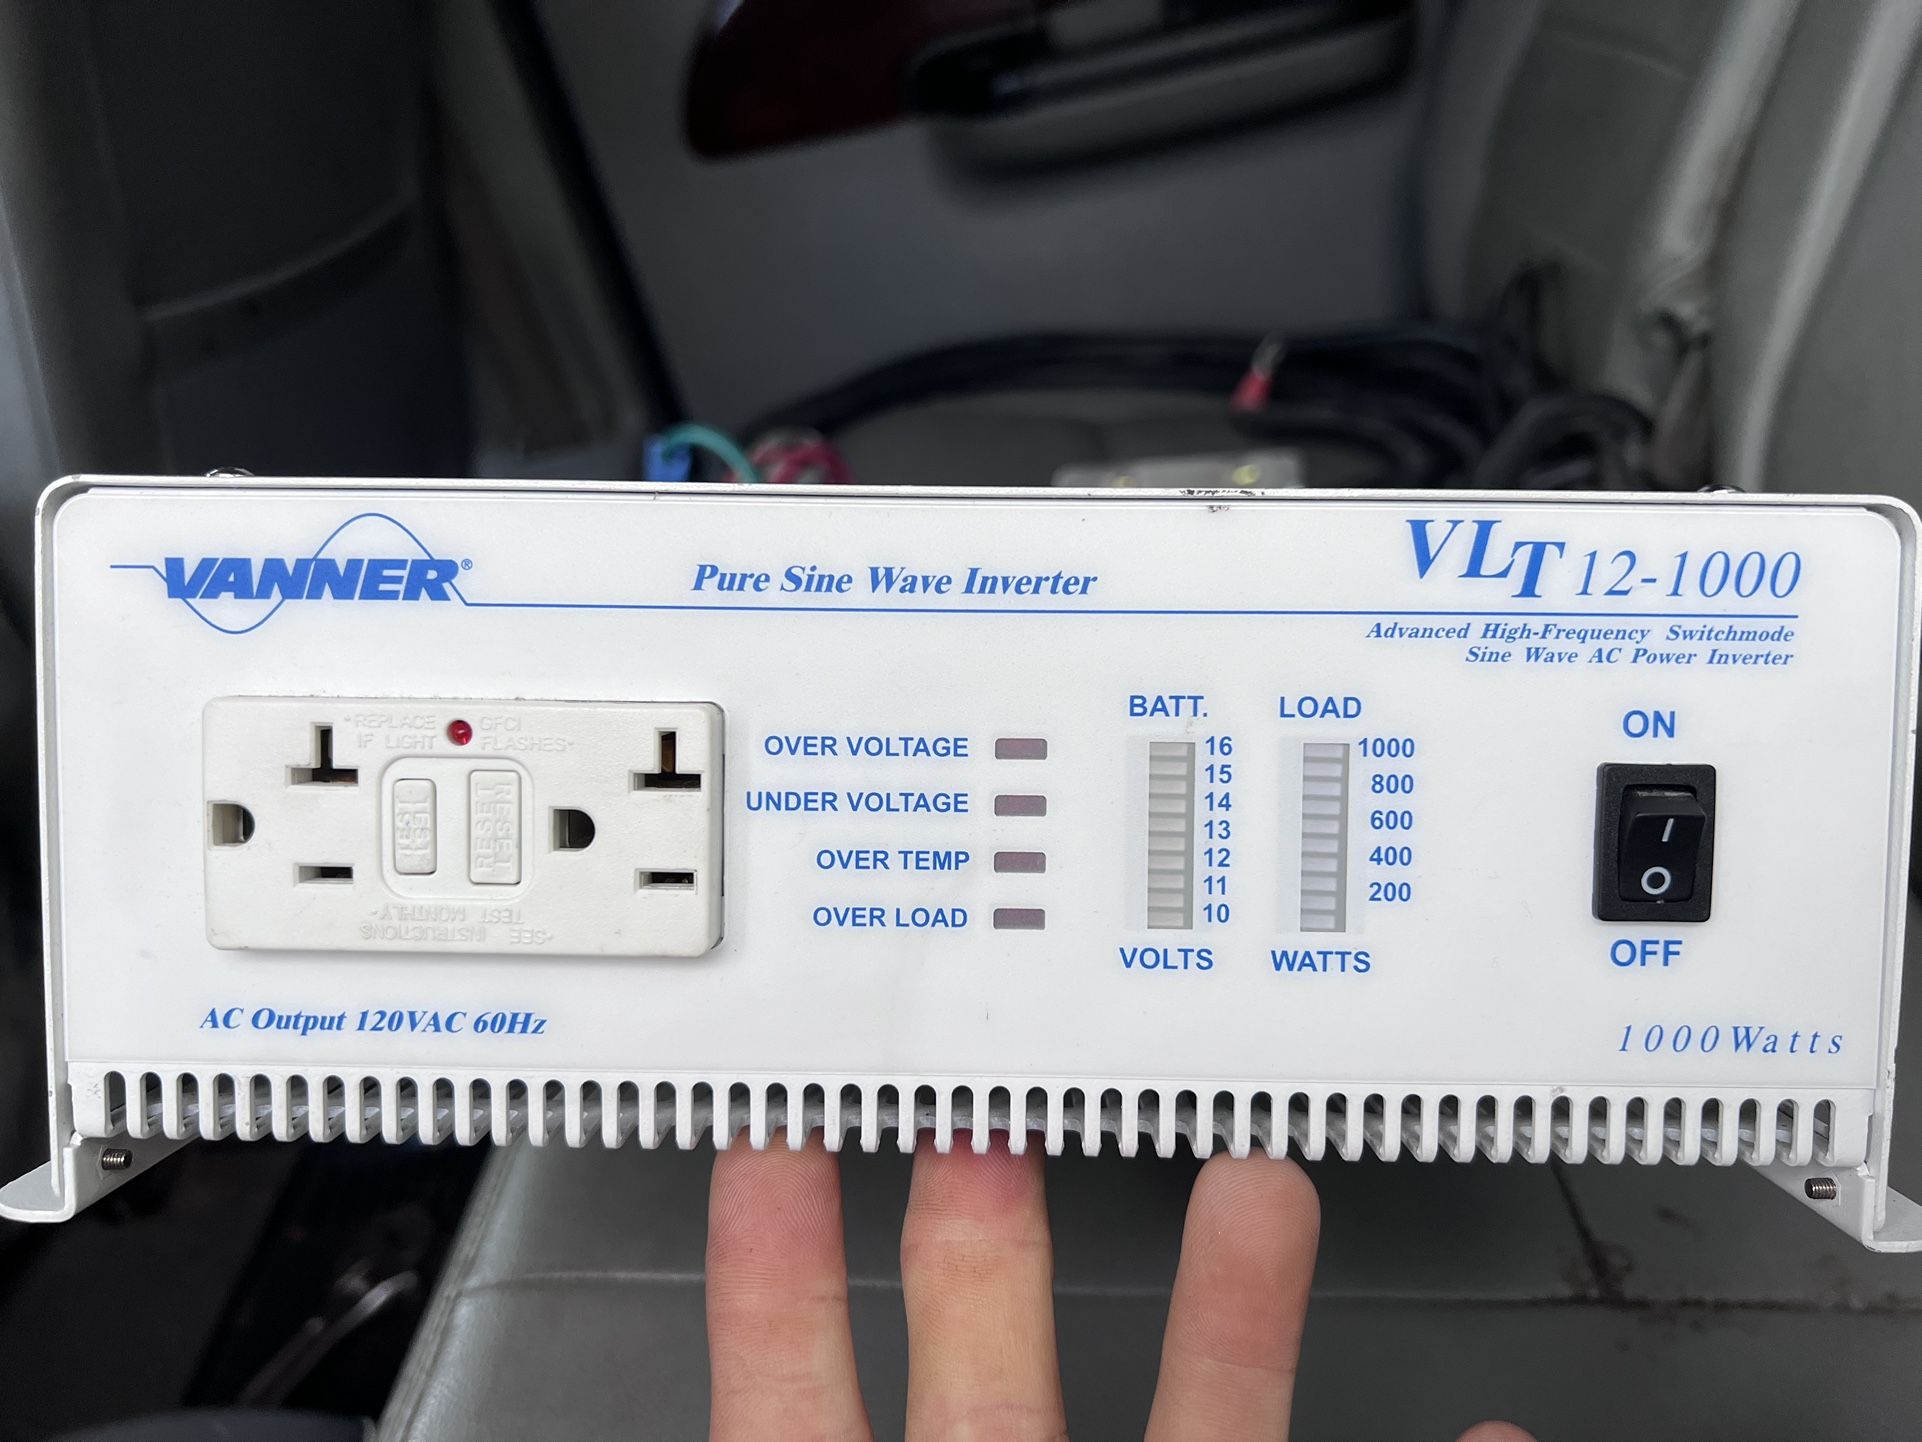 VANNER®
Pure Sine Wave Inverter
VLT 12-1000
Advanced High-Frequency Switchmode
Sine Wave AC Power Inverter
"REPLACE GFCI
IF LIGHT FLASHES"
TEST
TEST
RESET
RESET
"SEE INSTRUCTIONS
TEST MONTHLY"
AC Output 120VAC 60Hz
OVER VOLTAGE
UNDER VOLTAGE
OVER TEMP
OVER LOAD
BATT.
16
15
14
13
12
11
10
VOLTS
LOAD
1000
800
600
400
200
WATTS
ON
I
O
OFF
1000Watts